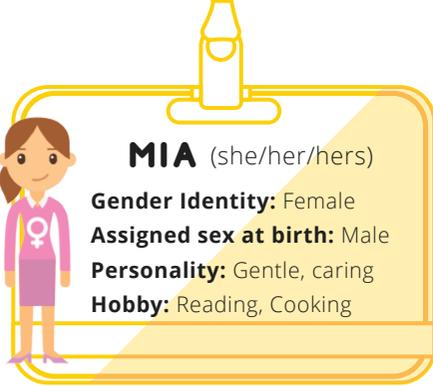 MIA (she/her/hers)
Gender Identity: Female
Assigned sex at birth: Male
Personality: Gentle, caring
Hobby: Reading, Cooking